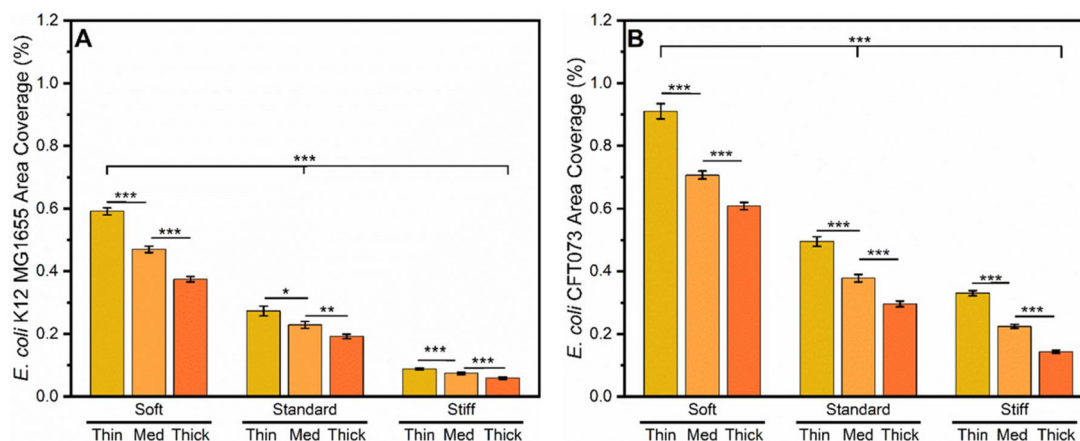 A
E. coli K12 MG1655 Area Coverage (%)
1.2
1.0
0.8
0.6
0.4
0.2
0.0
***
***
***
*
**
***
***
Soft
Standard
Stiff
Thin Med Thick
Thin Med Thick
Thin Med Thick
B
E. coli CFT073 Area Coverage (%)
1.2
1.0
0.8
0.6
0.4
0.2
0.0
***
***
***
***
***
***
***
Soft
Standard
Stiff
Thin Med Thick
Thin Med Thick
Thin Med Thick